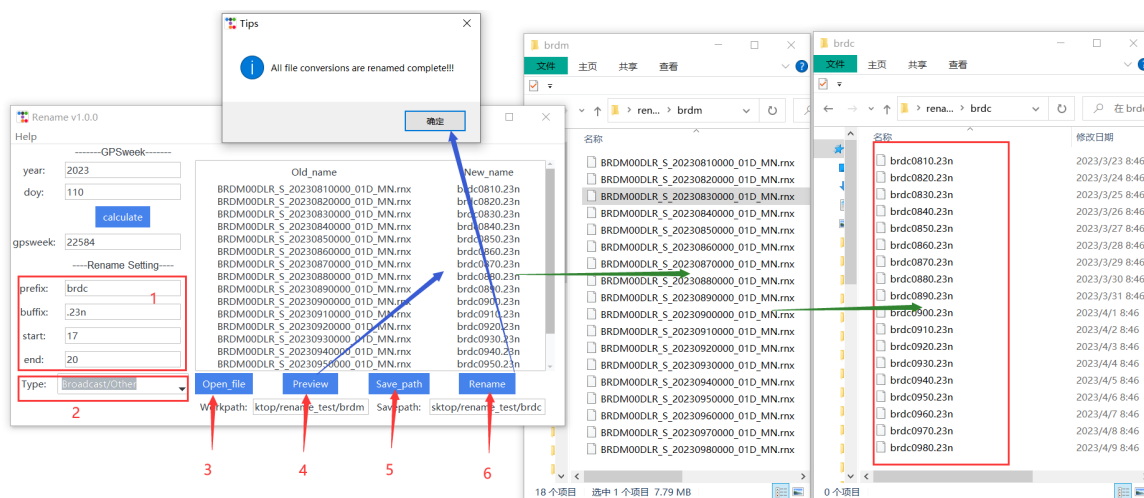 Tips
All file conversions are renamed complete!!!
确定
Rename v1.0.0
Help
-------GPSweek-------
year:
2023
doy:
110
calculate
gpsweek:
22584
----Rename Setting----
prefix:
brdc
1
buffix:
.23n
start:
17
end:
20
Type:
Broadcast/Other
2
Old_name
New_name
BRDM00DLR_S_20230810000_01D_MN.rnx brdc0810.23n
BRDM00DLR_S_20230820000_01D_MN.rnx brdc0820.23n
BRDM00DLR_S_20230830000_01D_MN.rnx brdc0830.23n
BRDM00DLR_S_20230840000_01D_MN.rnx brdc0840.23n
BRDM00DLR_S_20230850000_01D_MN.rnx brdc0850.23n
BRDM00DLR_S_20230860000_01D_MN.rnx brdc0860.23n
BRDM00DLR_S_20230870000_01D_MN.rnx brdc0870.23n
BRDM00DLR_S_20230880000_01D_MN.rnx brdc0880.23n
BRDM00DLR_S_20230890000_01D_MN.rnx brdc0890.23n
BRDM00DLR_S_20230900000_01D_MN.rnx brdc0900.23n
BRDM00DLR_S_20230910000_01D_MN.rnx brdc0910.23n
BRDM00DLR_S_20230920000_01D_MN.rnx brdc0920.23n
BRDM00DLR_S_20230930000_01D_MN.rnx brdc0930.23n
BRDM00DLR_S_20230940000_01D_MN.rnx brdc0940.23n
BRDM00DLR_S_20230950000_01D_MN.rnx brdc0950.23n
Open_file
Preview
Save_path
Rename
Workpath:
ktop/rename_test/brdm
Savepath:
sktop/rename_test/brdc
3
4
5
6
brdm
文件 主页 共享 查看
ren... > brdm
名称
BRDM00DLR_S_20230810000_01D_MN.rnx
BRDM00DLR_S_20230820000_01D_MN.rnx
BRDM00DLR_S_20230830000_01D_MN.rnx
BRDM00DLR_S_20230840000_01D_MN.rnx
BRDM00DLR_S_20230850000_01D_MN.rnx
BRDM00DLR_S_20230860000_01D_MN.rnx
BRDM00DLR_S_20230870000_01D_MN.rnx
BRDM00DLR_S_20230880000_01D_MN.rnx
BRDM00DLR_S_20230890000_01D_MN.rnx
BRDM00DLR_S_20230900000_01D_MN.rnx
BRDM00DLR_S_20230910000_01D_MN.rnx
BRDM00DLR_S_20230920000_01D_MN.rnx
BRDM00DLR_S_20230930000_01D_MN.rnx
BRDM00DLR_S_20230940000_01D_MN.rnx
BRDM00DLR_S_20230950000_01D_MN.rnx
BRDM00DLR_S_20230960000_01D_MN.rnx
BRDM00DLR_S_20230970000_01D_MN.rnx
BRDM00DLR_S_20230980000_01D_MN.rnx
18 个项目 选中 1 个项目 7.79 MB
brdc
文件 主页 共享 查看
rena... > brdc
在 brdc
名称 修改日期
brdc0810.23n 2023/3/23 8:46
brdc0820.23n 2023/3/24 8:46
brdc0830.23n 2023/3/25 8:46
brdc0840.23n 2023/3/26 8:46
brdc0850.23n 2023/3/27 8:46
brdc0860.23n 2023/3/28 8:46
brdc0870.23n 2023/3/29 8:46
brdc0880.23n 2023/3/30 8:46
brdc0890.23n 2023/3/31 8:46
brdc0900.23n 2023/4/1 8:46
brdc0910.23n 2023/4/2 8:46
brdc0920.23n 2023/4/3 8:46
brdc0930.23n 2023/4/4 8:46
brdc0940.23n 2023/4/5 8:46
brdc0950.23n 2023/4/6 8:46
brdc0960.23n 2023/4/7 8:46
brdc0970.23n 2023/4/8 8:46
brdc0980.23n 2023/4/9 8:46
0 个项目